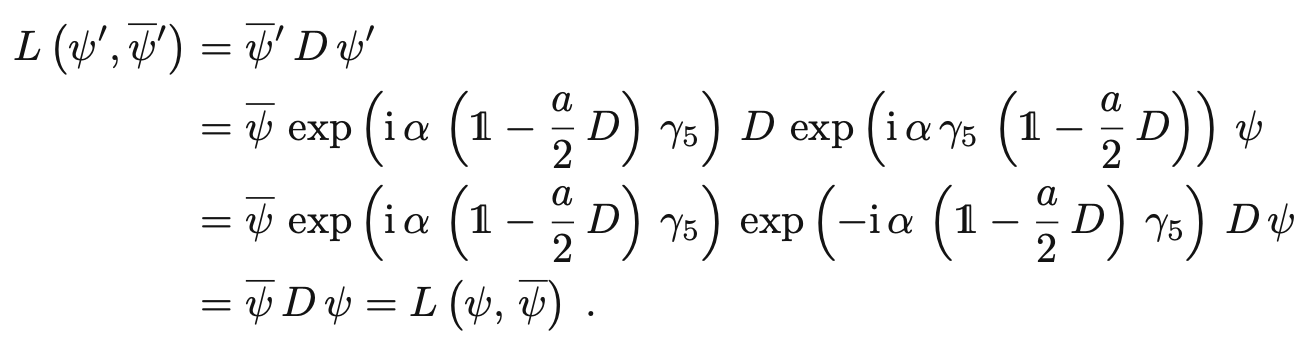 L (ψ′, ψ̅′) = ψ̅′ D ψ′
= ψ̅ exp(i α (𝟙 − a/2 D) γ₅) D exp(i α γ₅ (𝟙 − a/2 D)) ψ
= ψ̅ exp(i α (𝟙 − a/2 D) γ₅) exp(−i α (𝟙 − a/2 D) γ₅) D ψ
= ψ̅ D ψ = L (ψ, ψ̅) .